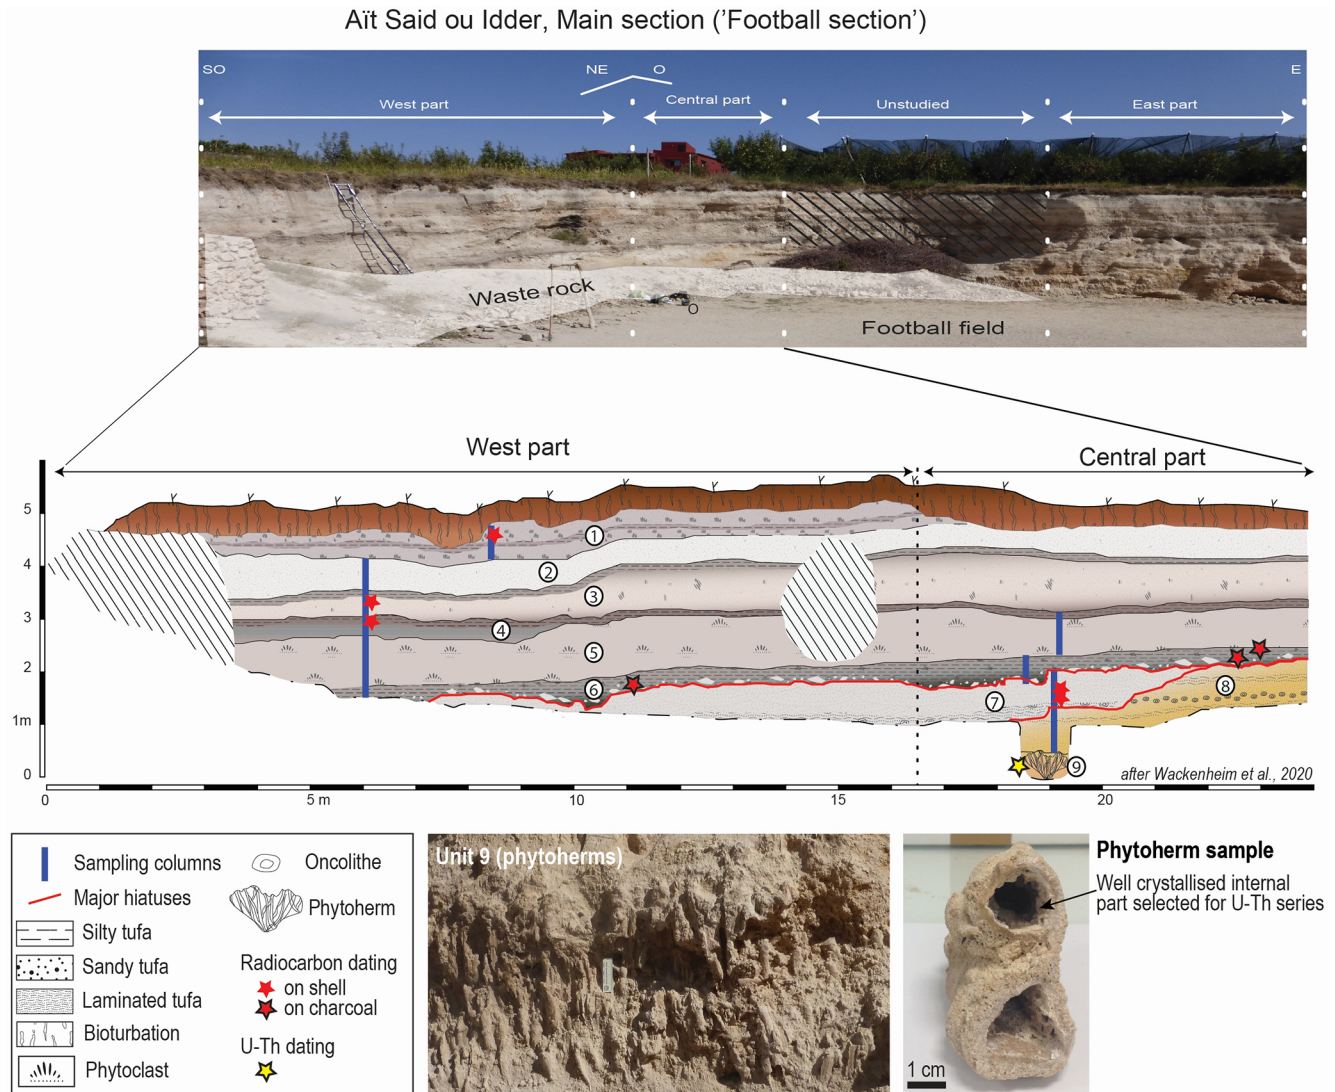 Aït Said ou Idder, Main section ('Football section')
SO
NE
O
E
West part
Central part
Unstudied
East part
Waste rock
O
Football field
West part
Central part
5
4
3
2
1m
0
1
2
3
4
5
6
7
8
9
after Wackenheim et al., 2020
0
5 m
10
15
20
Sampling columns
Major hiatuses
Silty tufa
Sandy tufa
Laminated tufa
Bioturbation
Phytoclast
Oncolithe
Phytoherm
Radiocarbon dating
on shell
on charcoal
U-Th dating
Unit 9 (phytoherms)
1 cm
Phytoherm sample
Well crystallised internal
part selected for U-Th series